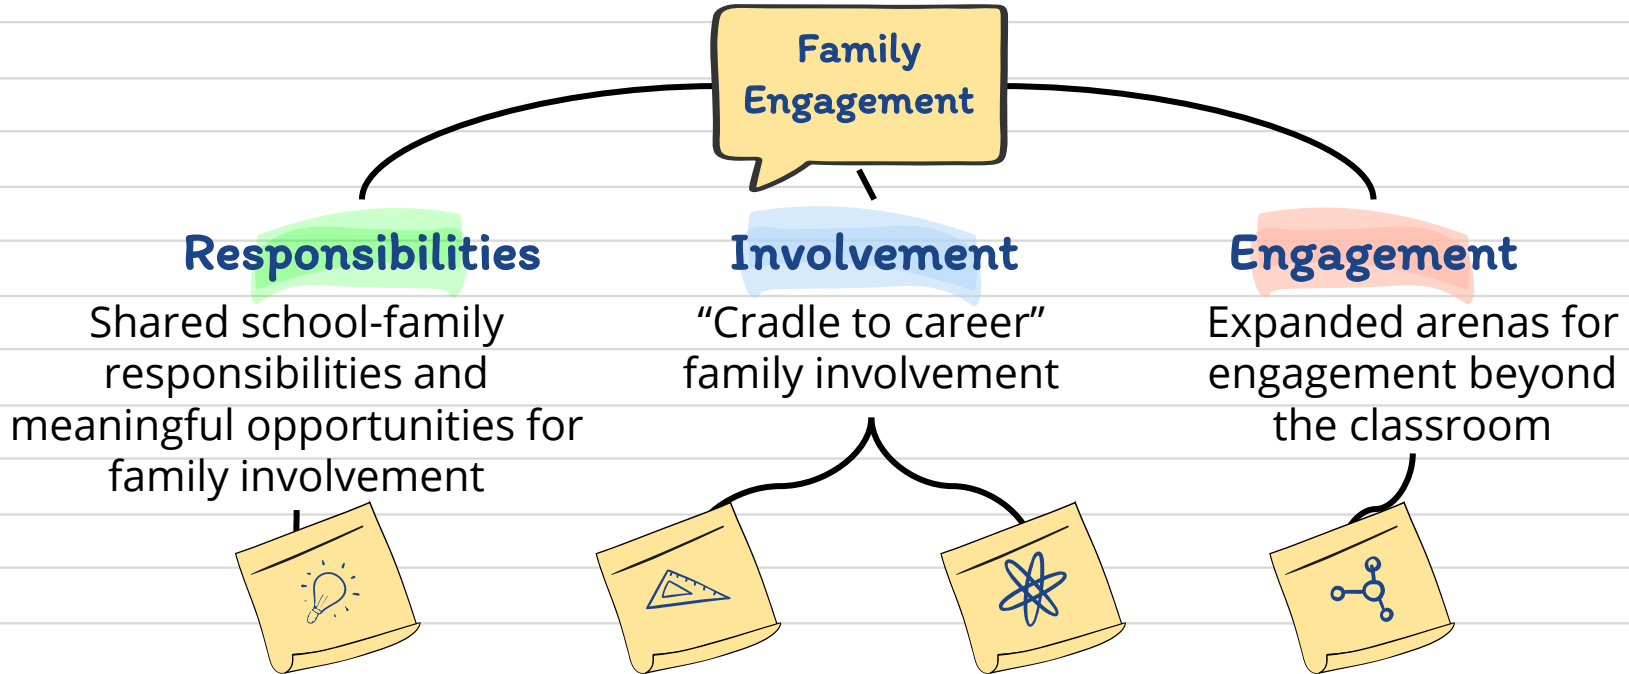 Family
Engagement
Responsibilities
Shared school-family
responsibilities and
meaningful opportunities for
family involvement
Involvement
“Cradle to career”
family involvement
Engagement
Expanded arenas for
engagement beyond
the classroom